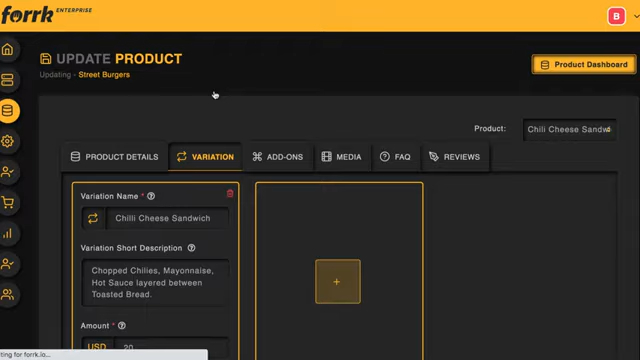 forrk ENTERPRISE
B
UPDATE PRODUCT
Updating - Street Burgers
Product Dashboard
Product:
Chili Cheese Sandw
PRODUCT DETAILS
VARIATION
ADD-ONS
MEDIA
FAQ
REVIEWS
Variation Name *
Chilli Cheese Sandwich
Variation Short Description
Chopped Chilies, Mayonnaise,
Hot Sauce layered between
Toasted Bread.
Amount *
USD 20
ting for forrk.io...